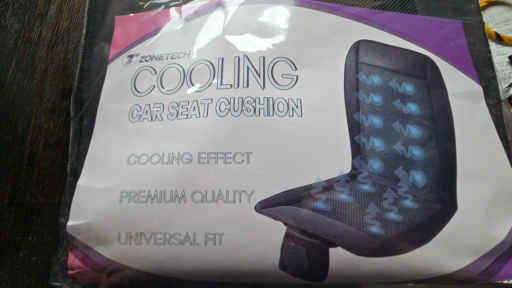 ZONETECH
COOLING
CAR SEAT CUSHION
COOLING EFFECT
PREMIUM QUALITY
UNIVERSAL FIT